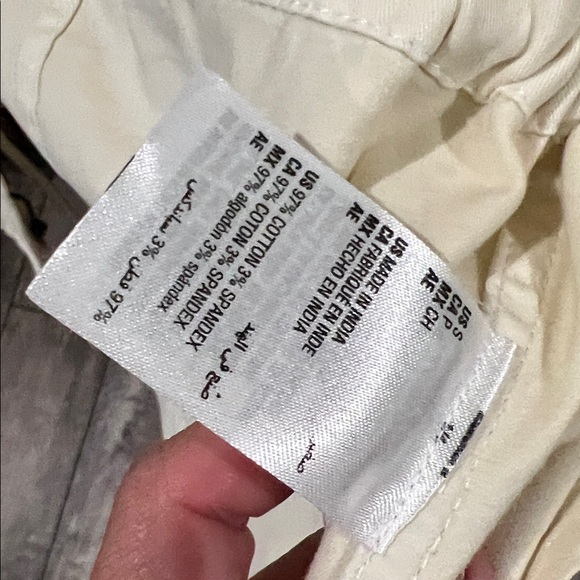 US S
CA P
MX CH
AE صغير
US MADE IN INDIA
CA FABRIQUÉ EN INDE
MX HECHO EN INDIA
AE صنع في الهند
US 97% COTTON 3% SPANDEX
CA 97% COTON 3% SPANDEX
MX 97% algodón 3% spandex
AE 97% قطن 3% سباندكس